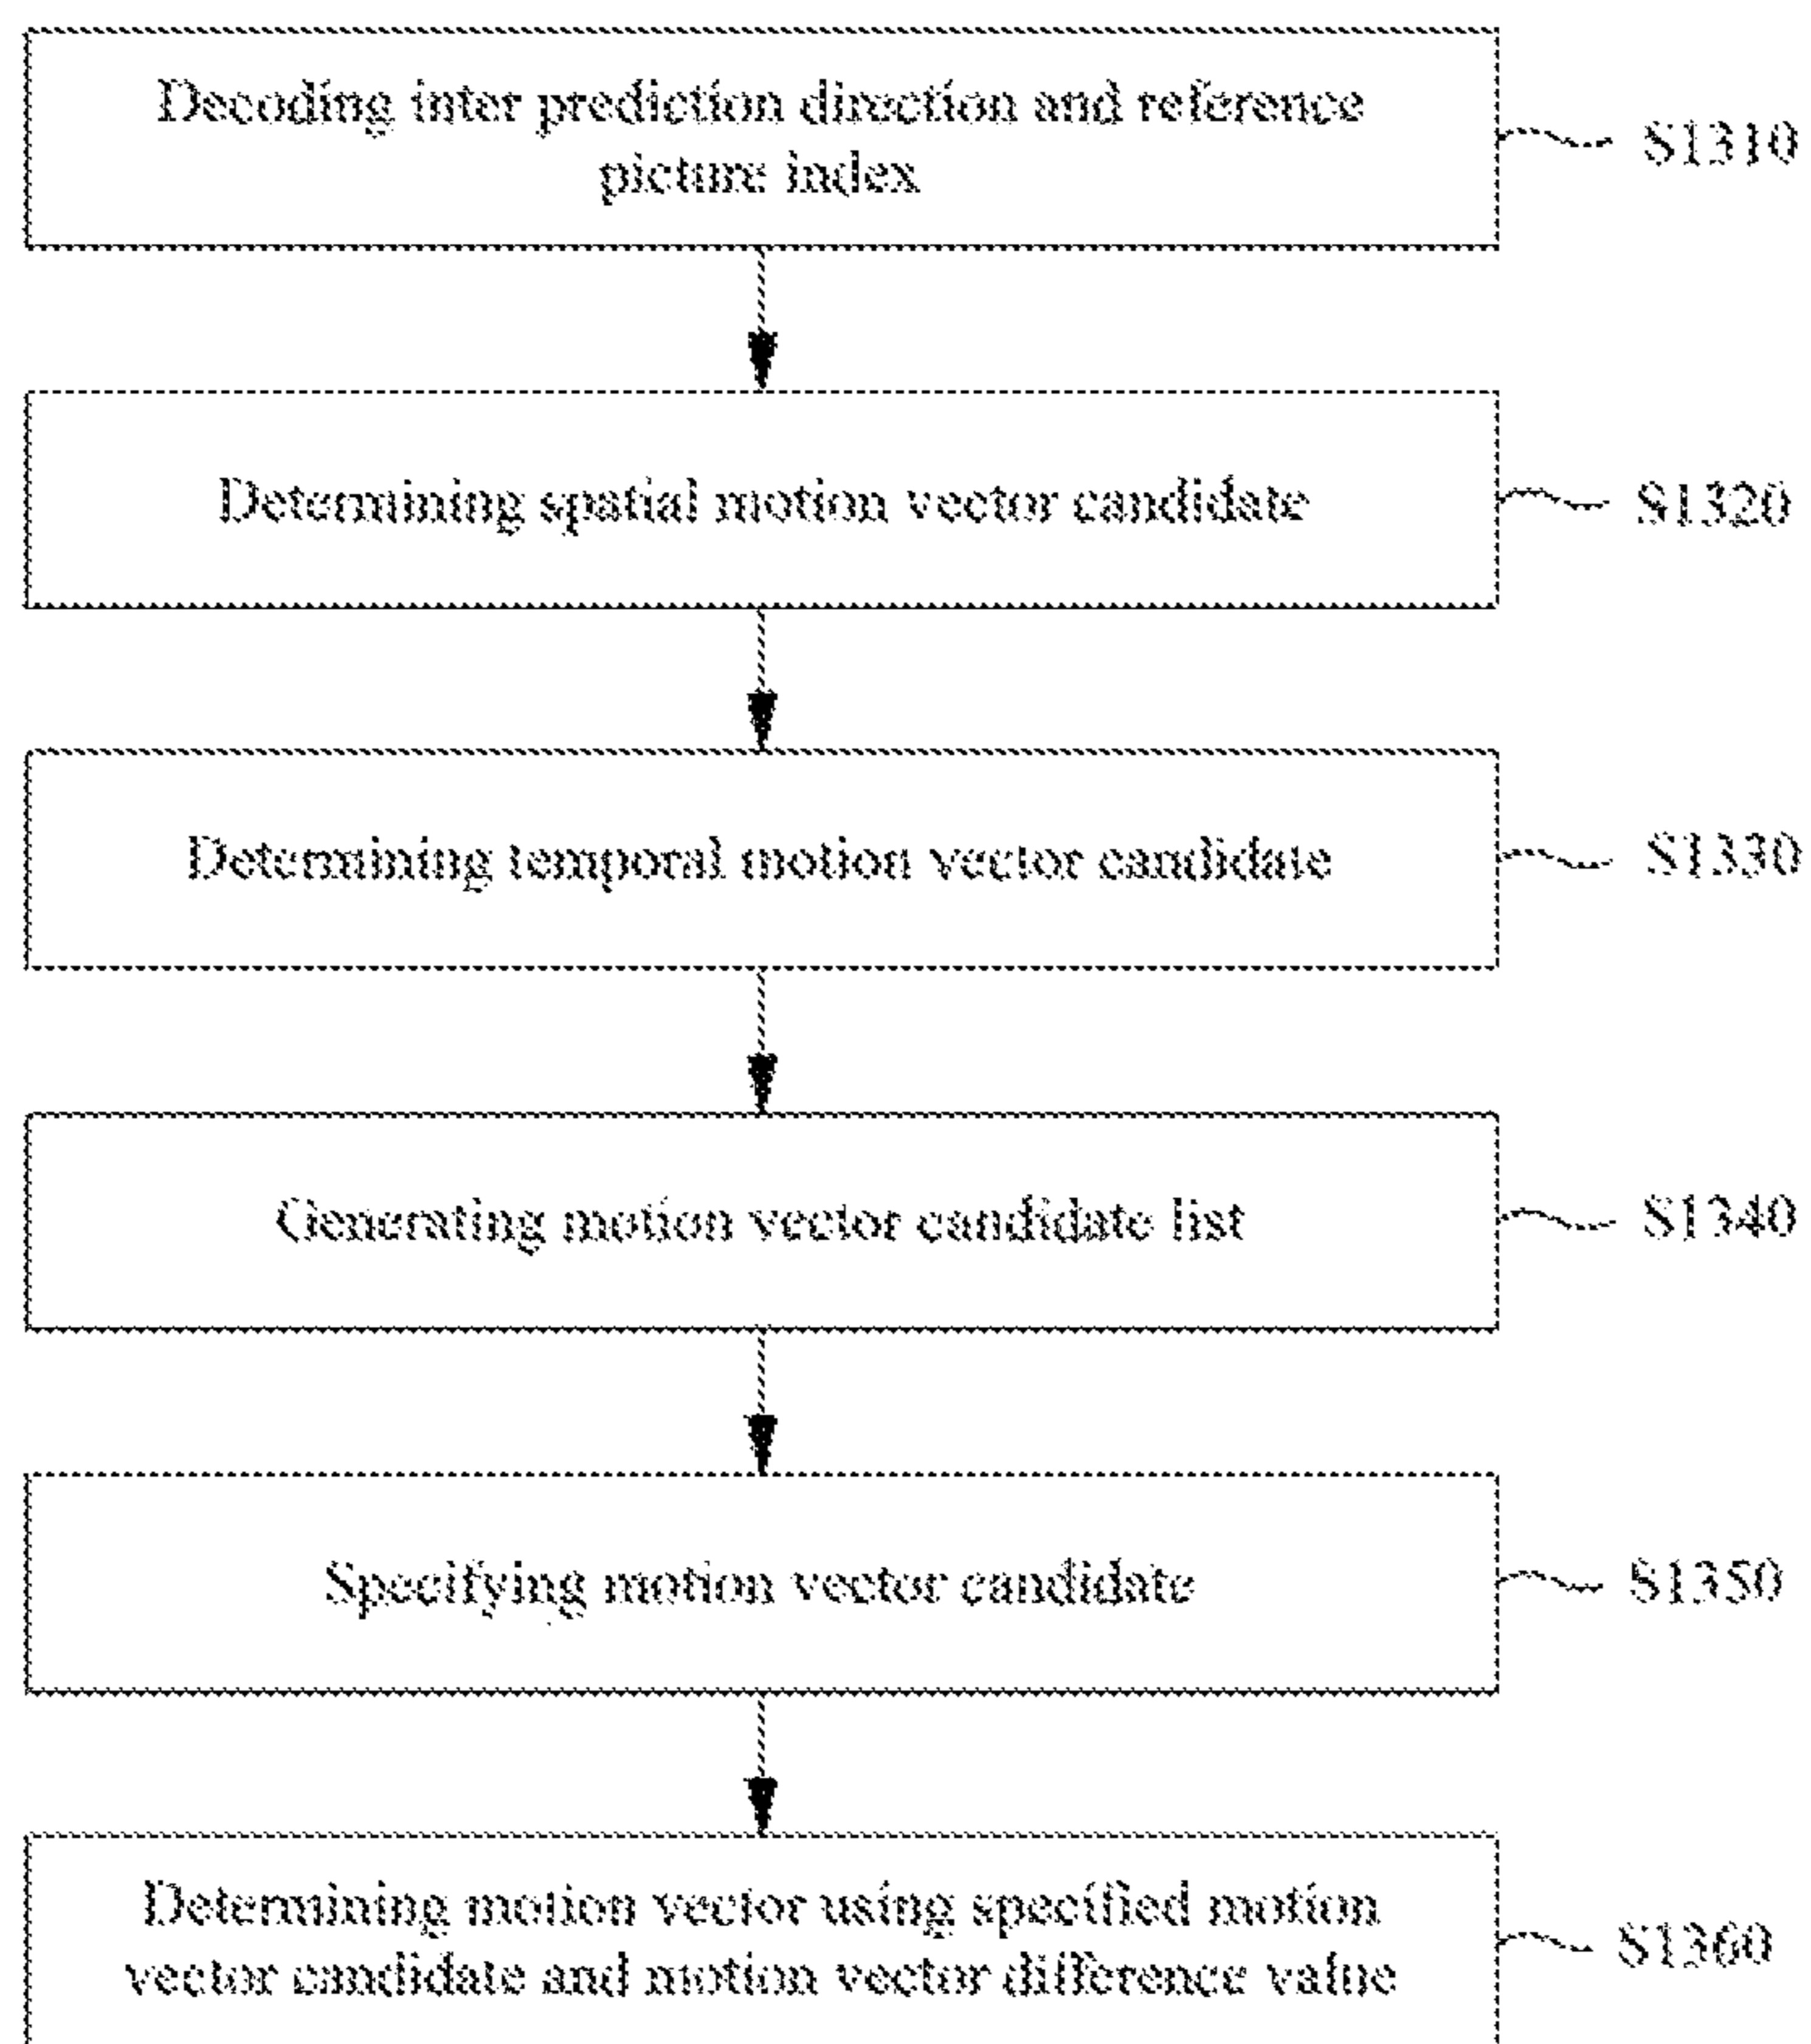 Decoding inter prediction direction and reference
picture index
S1310
Determining spatial motion vector candidate
S1320
Determining temporal motion vector candidate
S1330
Generating motion vector candidate list
S1340
Specifying motion vector candidate
S1350
Determining motion vector using specified motion
vector candidate and motion vector difference value
S1360